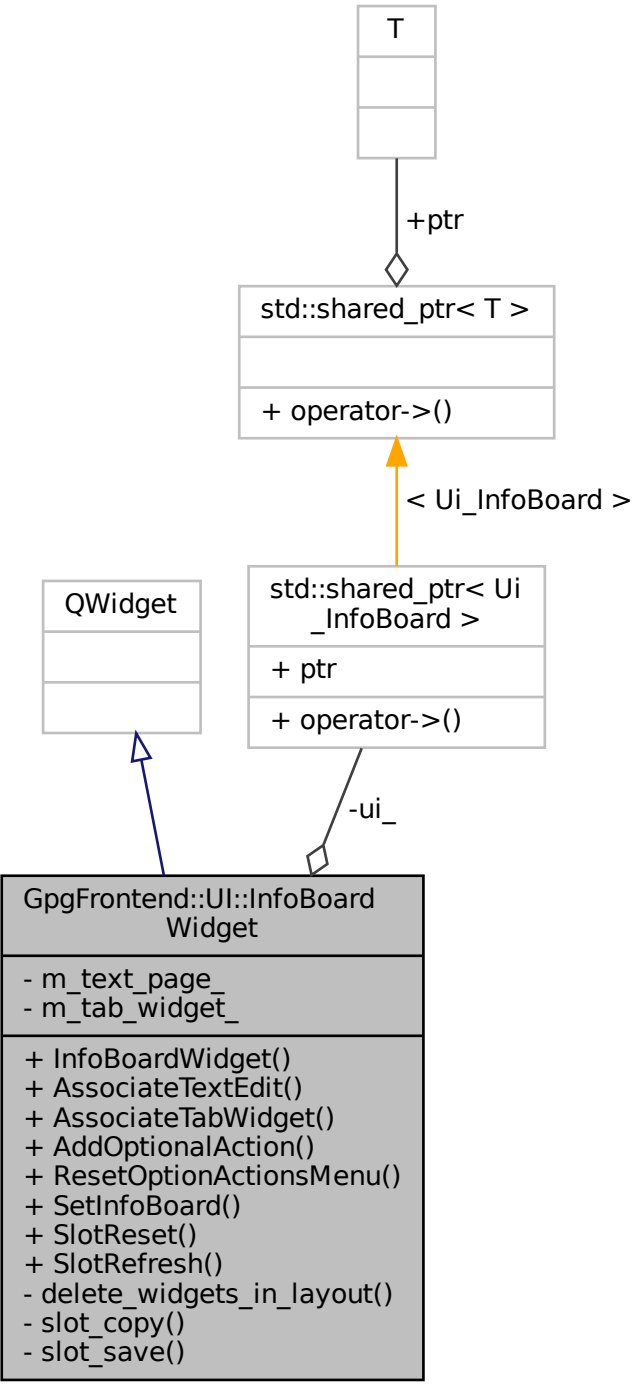 T
+ptr
std::shared_ptr< T >
+ operator->()
< Ui_InfoBoard >
QWidget
std::shared_ptr< Ui
_InfoBoard >
+ ptr
+ operator->()
-ui_
GpgFrontend::UI::InfoBoard
Widget
- m_text_page_
- m_tab_widget_
+ InfoBoardWidget()
+ AssociateTextEdit()
+ AssociateTabWidget()
+ AddOptionalAction()
+ ResetOptionActionsMenu()
+ SetInfoBoard()
+ SlotReset()
+ SlotRefresh()
- delete_widgets_in_layout()
- slot_copy()
- slot_save()